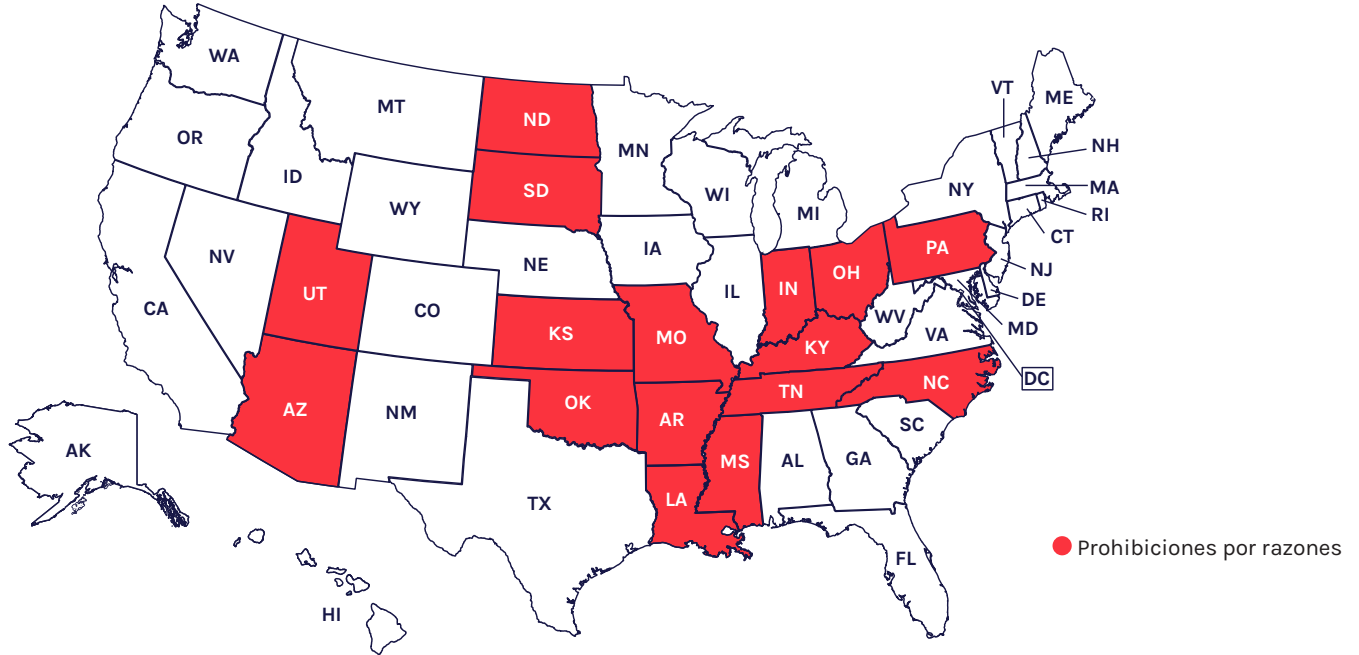 WA
MT
ND
MN
VT
ME
OR
ID
SD
WI
MI
NY
NH
MA
RI
CT
WY
NV
UT
CO
NE
IA
IL
IN
OH
PA
NJ
DE
MD
DC
CA
KS
MO
KY
WV
VA
AZ
NM
OK
AR
TN
NC
SC
AK
TX
LA
MS
AL
GA
FL
HI
Prohibiciones por razones